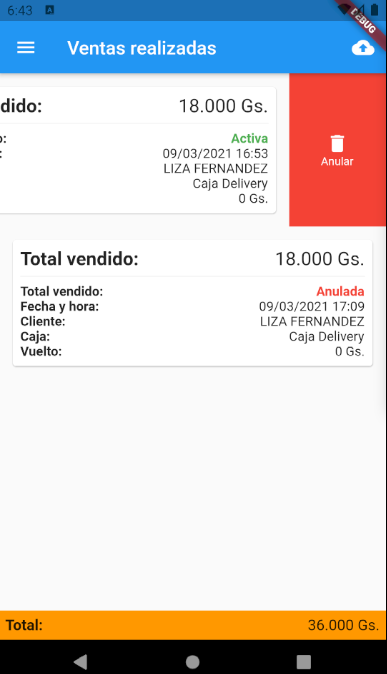 6:43
DEBUG
Ventas realizadas
dido: 18.000 Gs.
o: Activa
: 09/03/2021 16:53
LIZA FERNANDEZ
Caja Delivery
0 Gs.
Anular
Total vendido: 18.000 Gs.
Total vendido: Anulada
Fecha y hora: 09/03/2021 17:09
Cliente: LIZA FERNANDEZ
Caja: Caja Delivery
Vuelto: 0 Gs.
Total: 36.000 Gs.